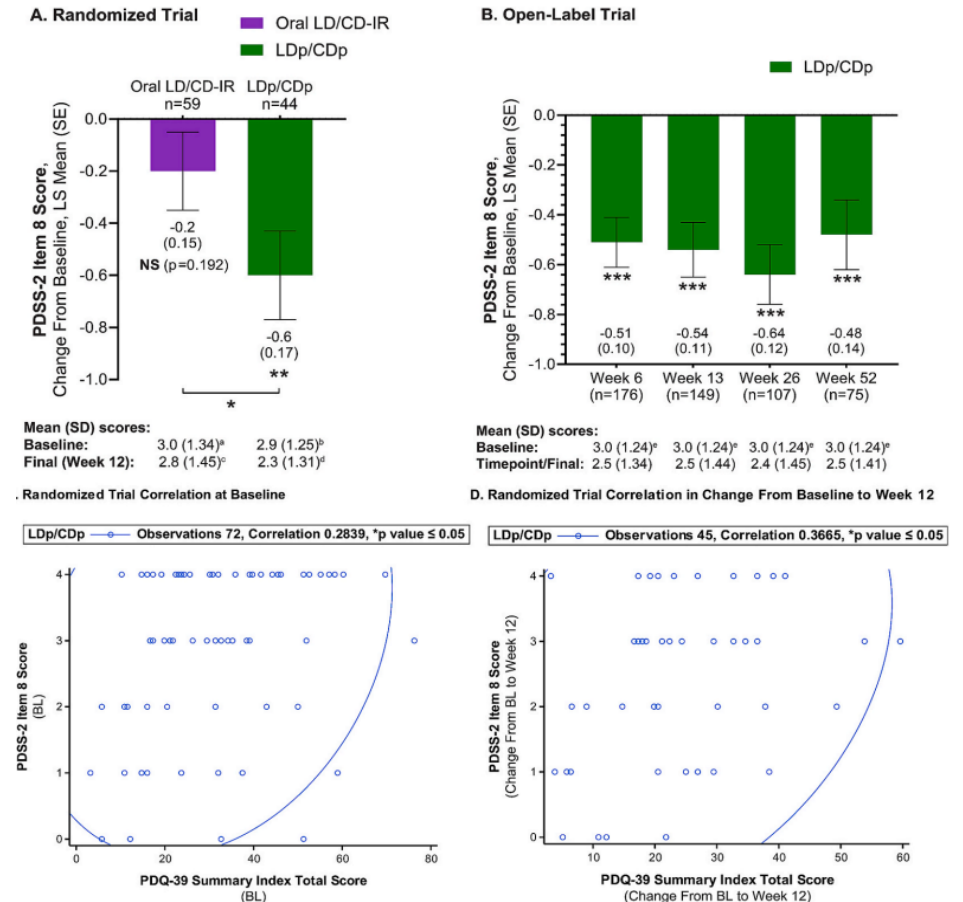 A. Randomized Trial
Oral LD/CD-IR
LDp/CDp
Oral LD/CD-IR
n=59
LDp/CDp
n=44
PDSS-2 Item 8 Score,
Change From Baseline, LS Mean (SE)
0.0
-0.2
-0.4
-0.6
-0.8
-1.0
-0.2
(0.15)
NS (p=0.192)
-0.6
(0.17)
**
*
Mean (SD) scores:
Baseline: 3.0 (1.34)a 2.9 (1.25)b
Final (Week 12): 2.8 (1.45)c 2.3 (1.31)d
B. Open-Label Trial
LDp/CDp
PDSS-2 Item 8 Score,
Change From Baseline, LS Mean (SE)
0.0
-0.2
-0.4
-0.6
-0.8
-1.0
***
***
***
***
-0.51
(0.10)
-0.54
(0.11)
-0.64
(0.12)
-0.48
(0.14)
Week 6
(n=176)
Week 13
(n=149)
Week 26
(n=107)
Week 52
(n=75)
Mean (SD) scores:
Baseline: 3.0 (1.24)e 3.0 (1.24)e 3.0 (1.24)e 3.0 (1.24)e
Timepoint/Final: 2.5 (1.34) 2.5 (1.44) 2.4 (1.45) 2.5 (1.41)
. Randomized Trial Correlation at Baseline
LDp/CDp Observations 72, Correlation 0.2839, *p value ≤ 0.05
PDSS-2 Item 8 Score
(BL)
4
3
2
1
0
0
20
40
60
80
PDQ-39 Summary Index Total Score
(BL)
D. Randomized Trial Correlation in Change From Baseline to Week 12
LDp/CDp Observations 45, Correlation 0.3665, *p value ≤ 0.05
PDSS-2 Item 8 Score
(Change From BL to Week 12)
4
3
2
1
0
10
20
30
40
50
60
PDQ-39 Summary Index Total Score
(Change From BL to Week 12)